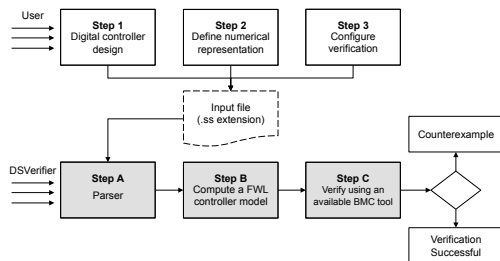 User
Step 1
Digital controller
design
Step 2
Define numerical
representation
Step 3
Configure
verification
Input file
(.ss extension)
Counterexample
DSVerifier
Step A
Parser
Step B
Compute a FWL
controller model
Step C
Verify using an
available BMC tool
Verification
Successful